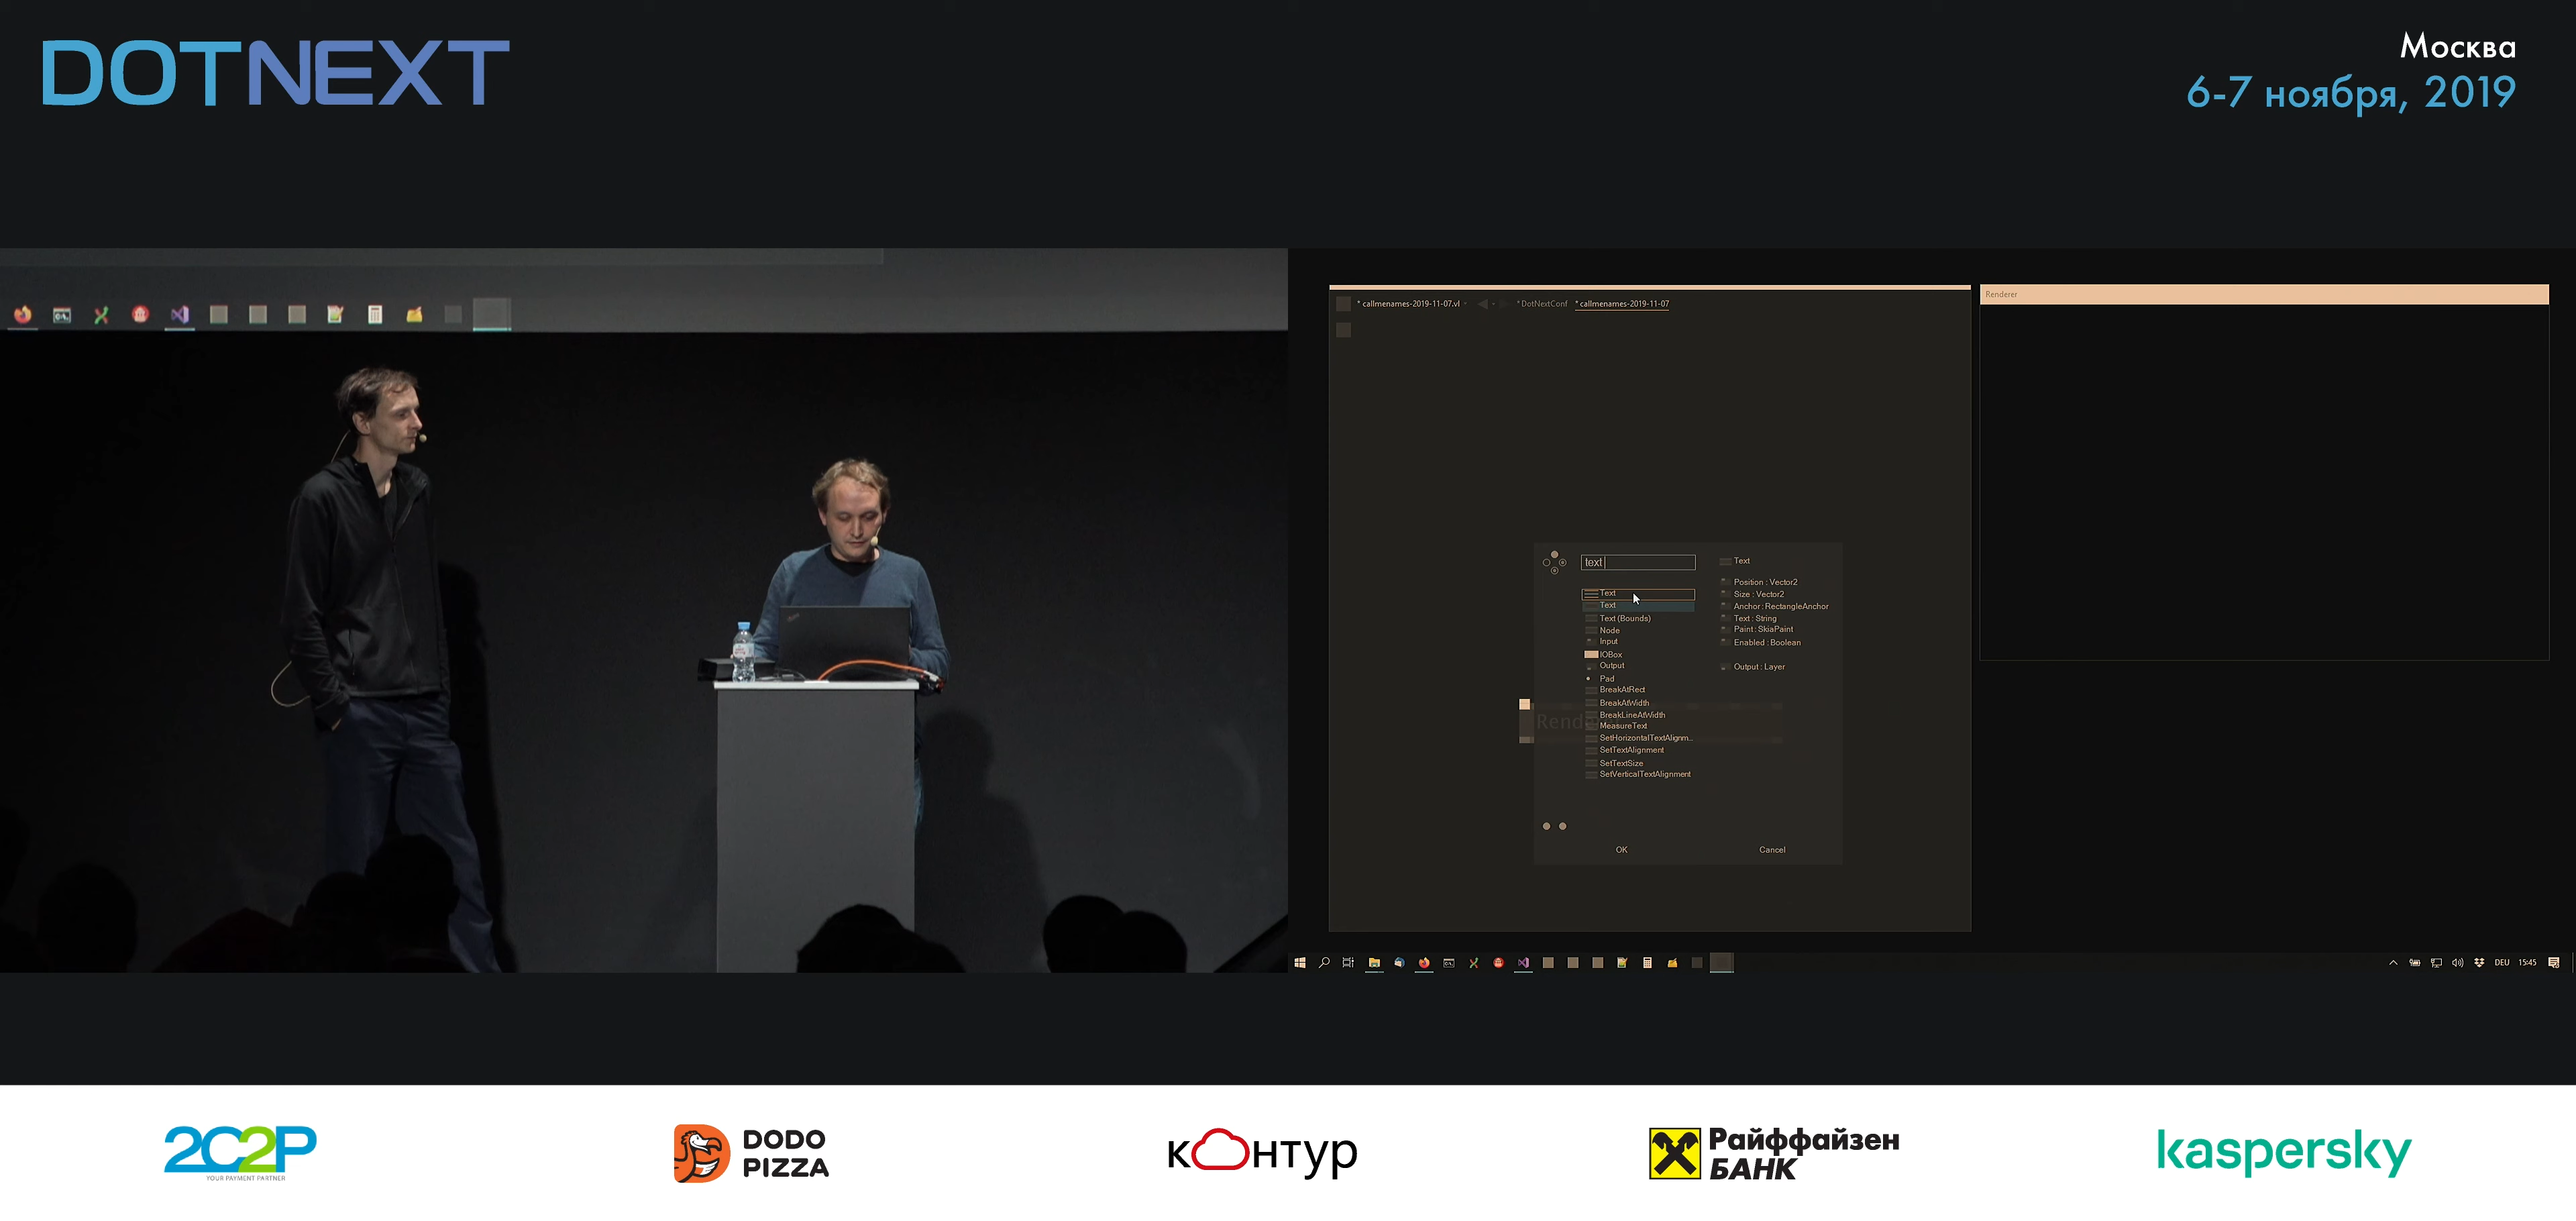 DOTNEXT
Москва
6-7 ноября, 2019
* callmenames-2019-11-07.vl
* DotNextConf
* callmenames-2019-11-07
Renderer
text
Text
Text
Text (Bounds)
Node
Input
IOBox
Output
Pad
BreakAtRect
BreakAtWidth
BreakLineAtWidth
MeasureText
SetHorizontalTextAlignm...
SetTextAlignment
SetTextSize
SetVerticalTextAlignment
Text
Position : Vector2
Size : Vector2
Anchor : RectangleAnchor
Text : String
Paint : SkiaPaint
Enabled : Boolean
Output : Layer
OK
Cancel
DEU
15:45
2C2P
YOUR PAYMENT PARTNER
DODO
PIZZA
контур
Райффайзен
БАНК
kaspersky